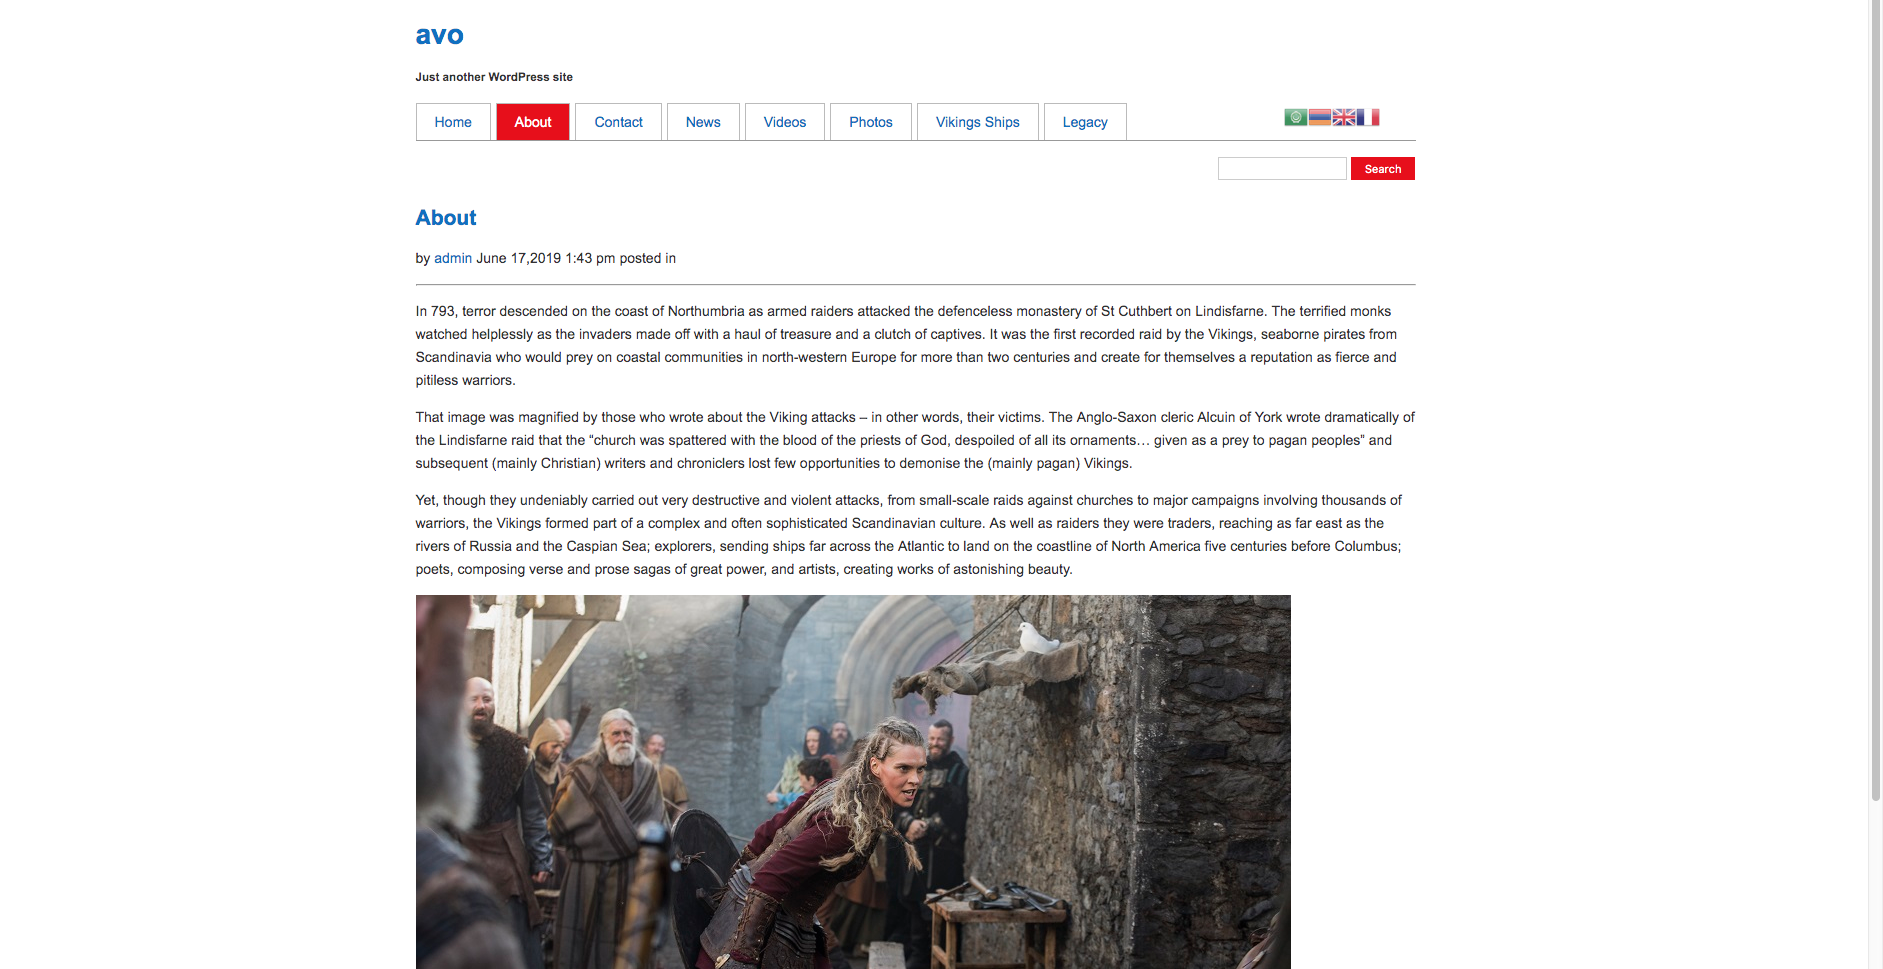 avo
Just another WordPress site
Home About Contact News Videos Photos Vikings Ships Legacy
Search
About
by admin June 17,2019 1:43 pm posted in
In 793, terror descended on the coast of Northumbria as armed raiders attacked the defenceless monastery of St Cuthbert on Lindisfarne. The terrified monks
watched helplessly as the invaders made off with a haul of treasure and a clutch of captives. It was the first recorded raid by the Vikings, seaborne pirates from
Scandinavia who would prey on coastal communities in north-western Europe for more than two centuries and create for themselves a reputation as fierce and
pitiless warriors.
That image was magnified by those who wrote about the Viking attacks – in other words, their victims. The Anglo-Saxon cleric Alcuin of York wrote dramatically of
the Lindisfarne raid that the “church was spattered with the blood of the priests of God, despoiled of all its ornaments… given as a prey to pagan peoples” and
subsequent (mainly Christian) writers and chroniclers lost few opportunities to demonise the (mainly pagan) Vikings.
Yet, though they undeniably carried out very destructive and violent attacks, from small-scale raids against churches to major campaigns involving thousands of
warriors, the Vikings formed part of a complex and often sophisticated Scandinavian culture. As well as raiders they were traders, reaching as far east as the
rivers of Russia and the Caspian Sea; explorers, sending ships far across the Atlantic to land on the coastline of North America five centuries before Columbus;
poets, composing verse and prose sagas of great power, and artists, creating works of astonishing beauty.